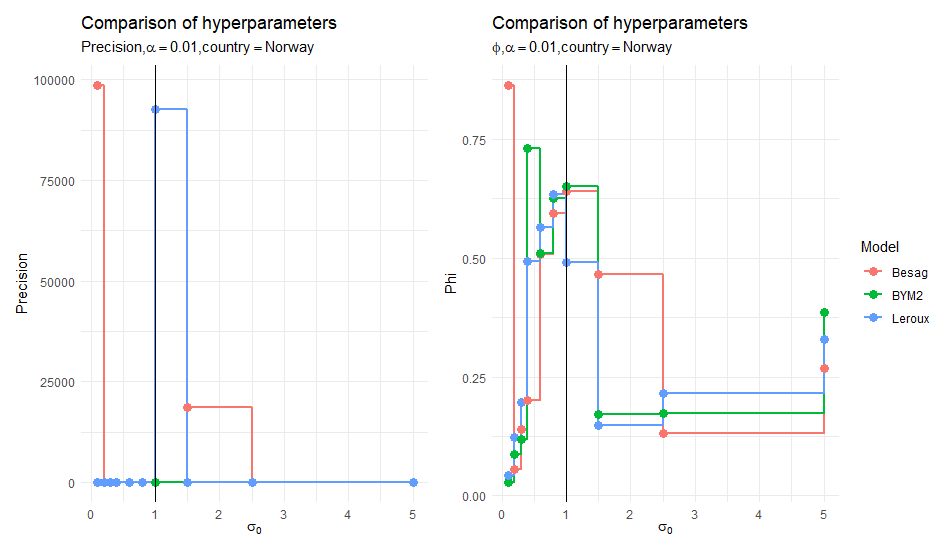 Comparison of hyperparameters
Precision,α = 0.01,country = Norway
Precision
100000
75000
50000
25000
0
0 1 2 3 4 5
σ0
Comparison of hyperparameters
ϕ,α = 0.01,country = Norway
Phi
0.75
0.50
0.25
0.00
0 1 2 3 4 5
σ0
Model
Besag
BYM2
Leroux